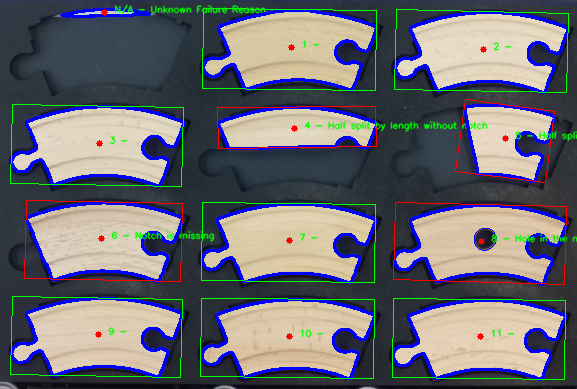 N/A - Unknown Failure Reason
1 -
2 -
3 -
4 - Half split by length without notch
5 - Half spli
6 - Notch is missing
7 -
8 - Hole in the m
9 -
10 -
11 -